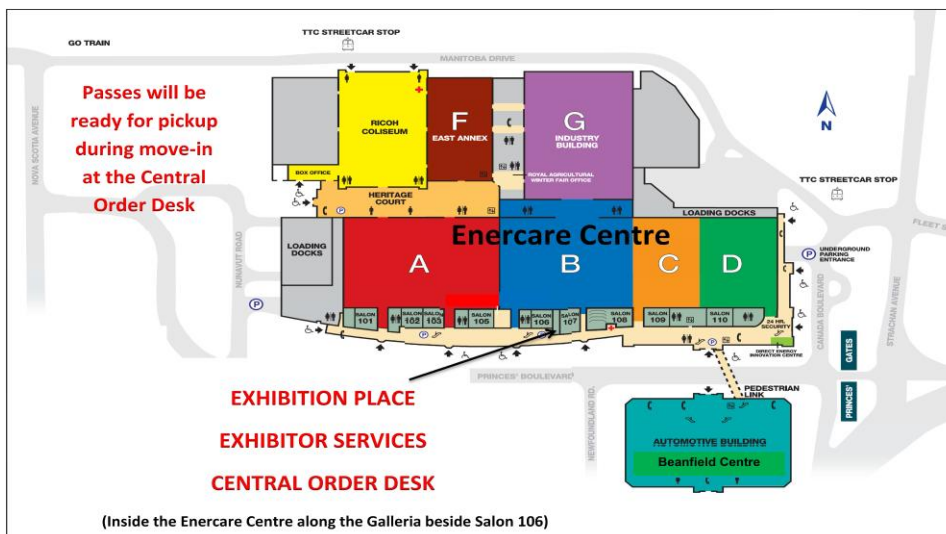 GO TRAIN
TTC STREETCAR STOP
MANITOBA DRIVE
NOVA SCOTIA AVENUE
Passes will be
ready for pickup
during move-in
at the Central
Order Desk
RICOH
COLISEUM
F
EAST ANNEX
G
INDUSTRY
BUILDING
N
BOX OFFICE
ROYAL AGRICULTURAL
WINTER FAIR OFFICE
HERITAGE
COURT
TTC STREETCAR STOP
LOADING DOCKS
FLEET S
NUNAVUT ROAD
LOADING
DOCKS
Enercare Centre
A
B
C
D
UNDERGROUND
PARKING
ENTRANCE
SALON
101
SALON
102
SALON
103
SALON
105
SALON
106
SALON
107
SALON
108
SALON
109
SALON
110
24 HR.
SECURITY
DIRECT ENERGY
INNOVATION CENTRE
CANADA BOULEVARD
STRACHAN AVENUE
GATES
PRINCES'
PRINCES' BOULEVARD
NEWFOUNDLAND RD.
PEDESTRIAN
LINK
EXHIBITION PLACE
EXHIBITOR SERVICES
CENTRAL ORDER DESK
AUTOMOTIVE BUILDING
Beanfield Centre
(Inside the Enercare Centre along the Galleria beside Salon 106)